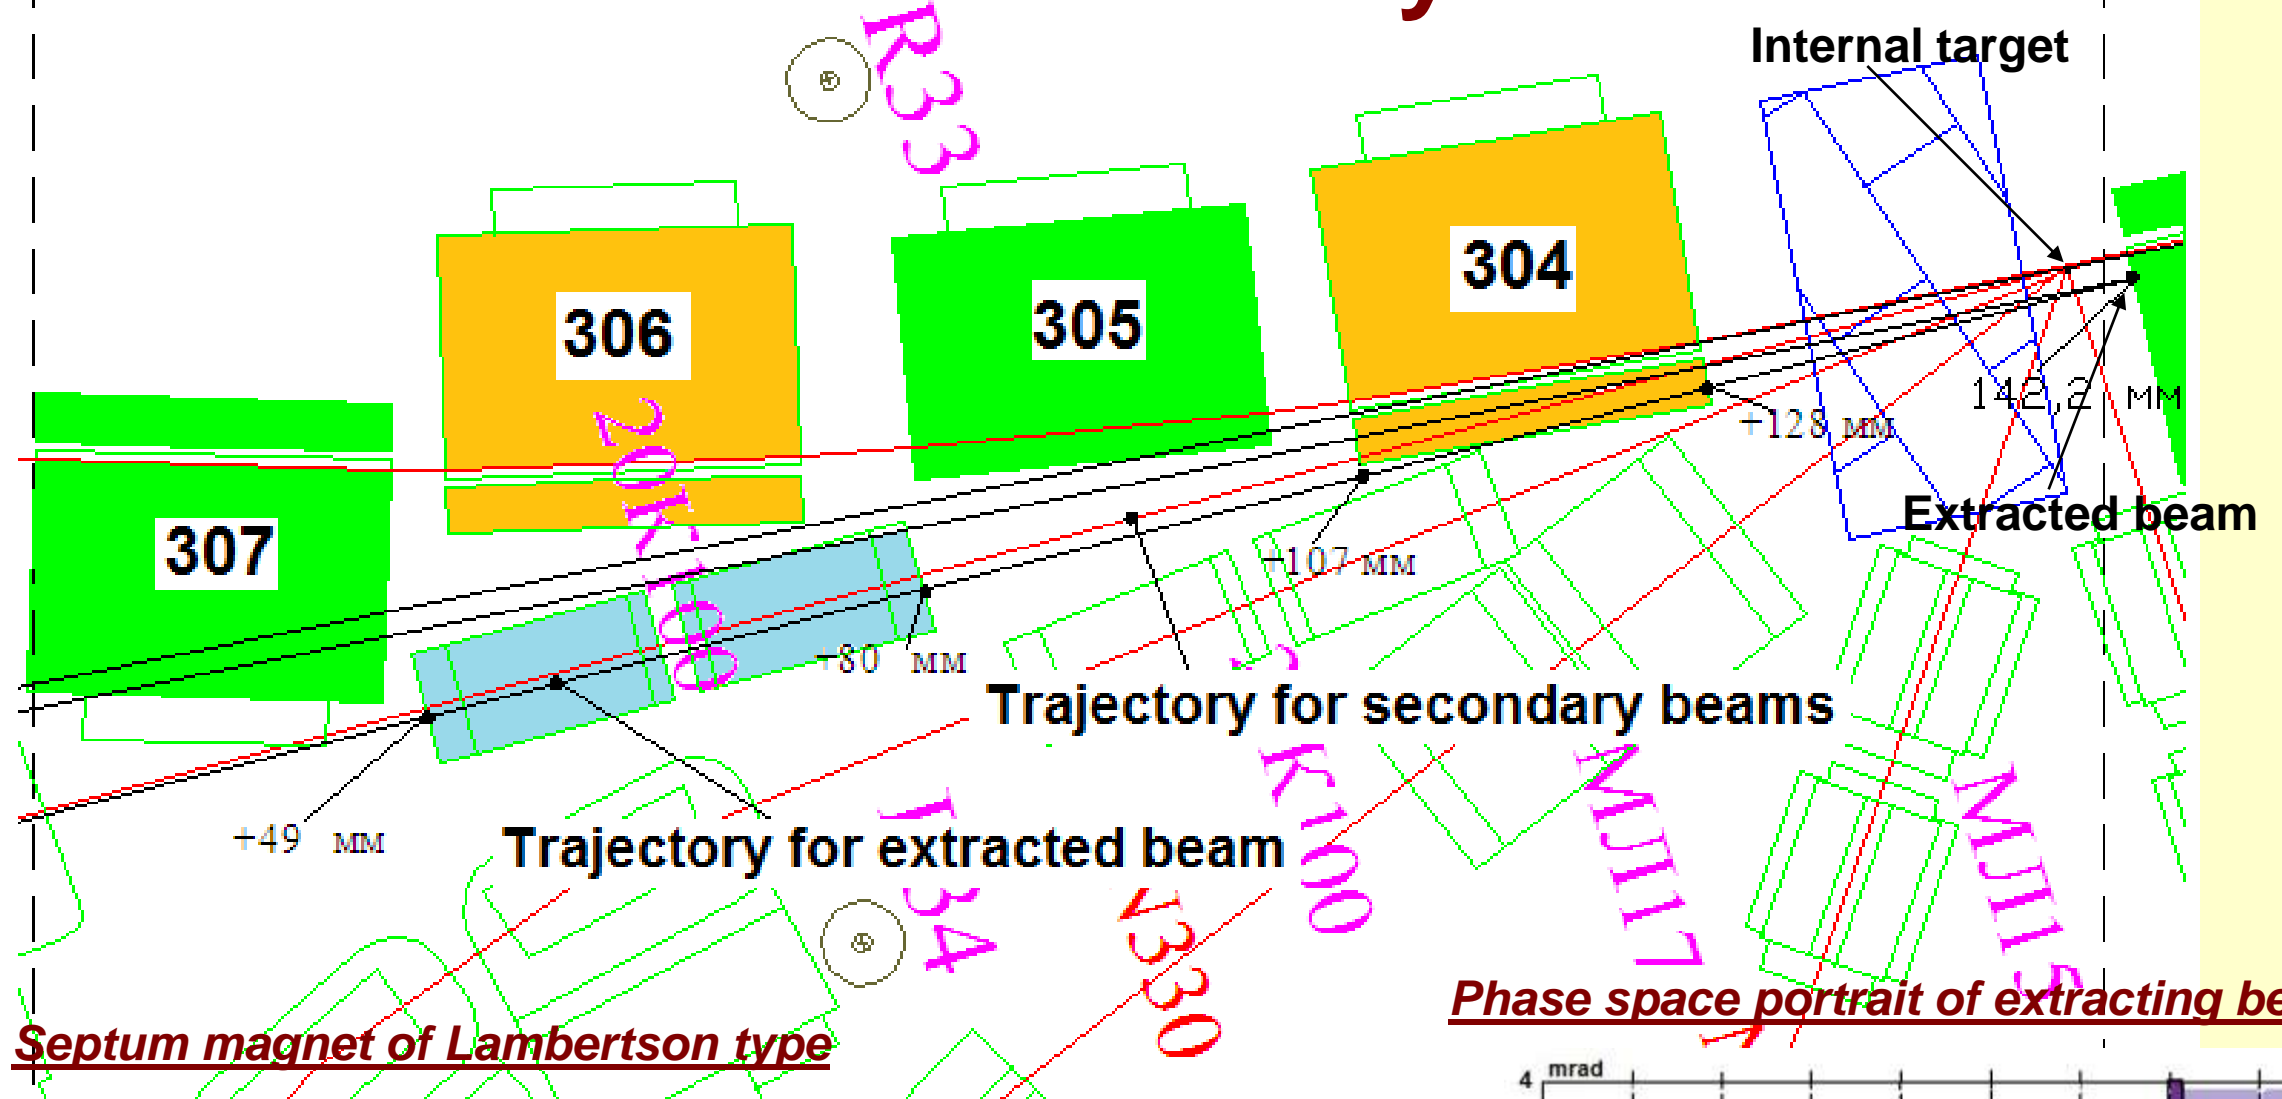 Internal target
R33
304
306
305
142,2 мм
+128 мм
20K100
307
Extracted beam
+107 мм
+80 мм
Trajectory for secondary beams
K100
МЛ17
МЛ15
+49 мм
Trajectory for extracted beam
34
330
Phase space portrait of extracting be
Septum magnet of Lambertson type
4 mrad